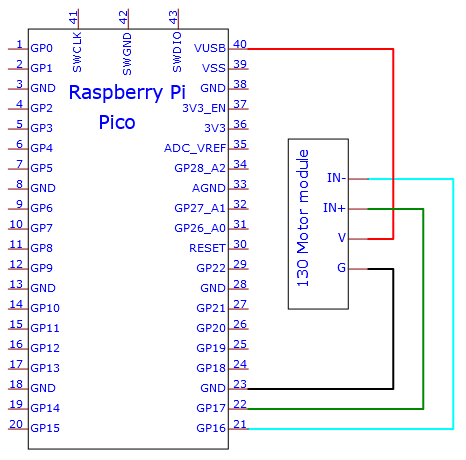 41 42 43
SWCLK SWGND SWDIO
Raspberry Pi
Pico
1 GP0
2 GP1
3 GND
4 GP2
5 GP3
6 GP4
7 GP5
8 GND
9 GP6
10 GP7
11 GP8
12 GP9
13 GND
14 GP10
15 GP11
16 GP12
17 GP13
18 GND
19 GP14
20 GP15
VUSB 40
VSS 39
GND 38
3V3_EN 37
3V3 36
ADC_VREF 35
GP28_A2 34
AGND 33
GP27_A1 32
GP26_A0 31
RESET 30
GP22 29
GND 28
GP21 27
GP20 26
GP19 25
GP18 24
GND 23
GP17 22
GP16 21
130 Motor module
IN-
IN+
V
G